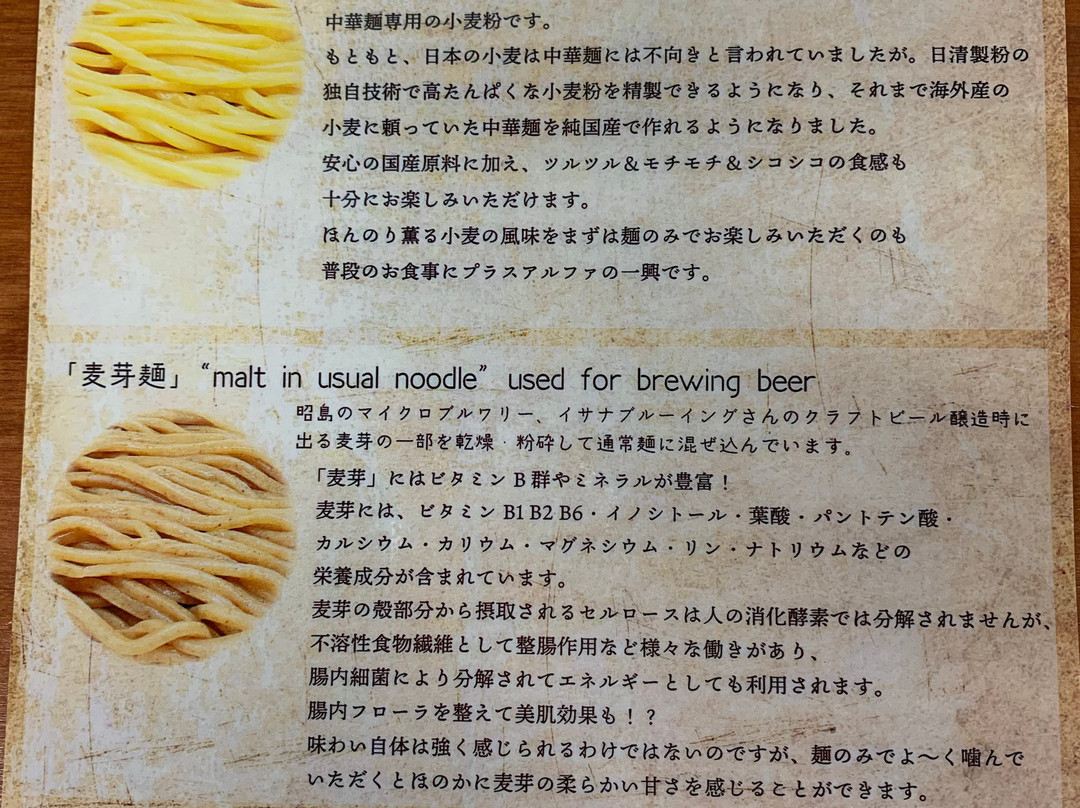 中華麺専用の小麦粉です。
もともと、日本の小麦は中華麺には不向きと言われていましたが。日清製粉の
独自技術で高たんぱくな小麦粉を精製できるようになり、それまで海外産の
小麦に頼っていた中華麺を純国産で作れるようになりました。
安心の国産原料に加え、ツルツル＆モチモチ＆シコシコの食感も
十分にお楽しみいただけます。
ほんのり薫る小麦の風味をまずは麺のみでお楽しみいただくのも
普段のお食事にプラスアルファの一興です。
「麦芽麺」“malt in usual noodle” used for brewing beer
昭島のマイクロブルワリー、イサナブルーイングさんのクラフトビール醸造時に
出る麦芽の一部を乾燥・粉砕して通常麺に混ぜ込んでいます。
「麦芽」にはビタミンB群やミネラルが豊富！
麦芽には、ビタミン B1 B2 B6・イノシトール・葉酸・パントテン酸・
カルシウム・カリウム・マグネシウム・リン・ナトリウムなどの
栄養成分が含まれています。
麦芽の殻部分から摂取されるセルロースは人の消化酵素では分解されませんが、
不溶性食物繊維として整腸作用など様々な働きがあり、
腸内細菌により分解されてエネルギーとしても利用されます。
腸内フローラを整えて美肌効果も！？
味わい自体は強く感じられるわけではないのですが、麺のみでよ〜く噛んで
いただくとほのかに麦芽の柔らかい甘さを感じることができます。